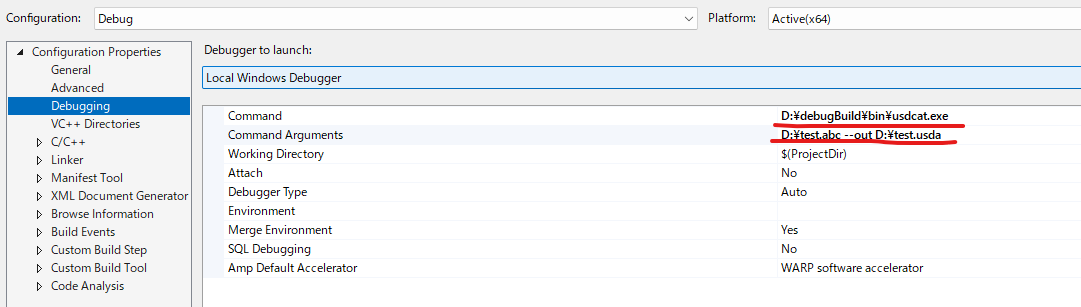 Configuration: Debug Platform: Active(x64)
Configuration Properties
General
Advanced
Debugging
VC++ Directories
C/C++
Linker
Manifest Tool
XML Document Generator
Browse Information
Build Events
Custom Build Step
Custom Build Tool
Code Analysis
Debugger to launch:
Local Windows Debugger
Command D:¥debugBuild¥bin¥usdcat.exe
Command Arguments D:¥test.abc --out D:¥test.usda
Working Directory $(ProjectDir)
Attach No
Debugger Type Auto
Environment
Merge Environment Yes
SQL Debugging No
Amp Default Accelerator WARP software accelerator